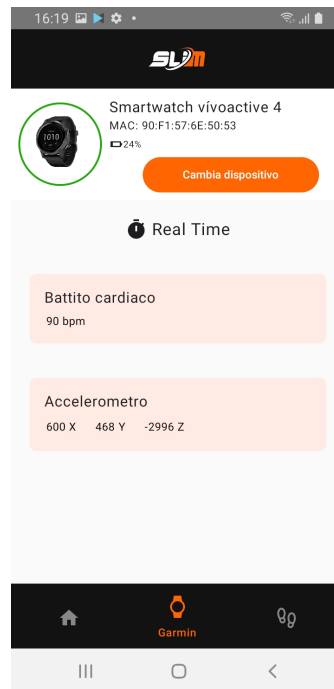 16:19
SLIM
Smartwatch vívoactive 4
MAC: 90:F1:57:6E:50:53
24%
Cambia dispositivo
Real Time
Battito cardiaco
90 bpm
Accelerometro
600 X 468 Y -2996 Z
Garmin